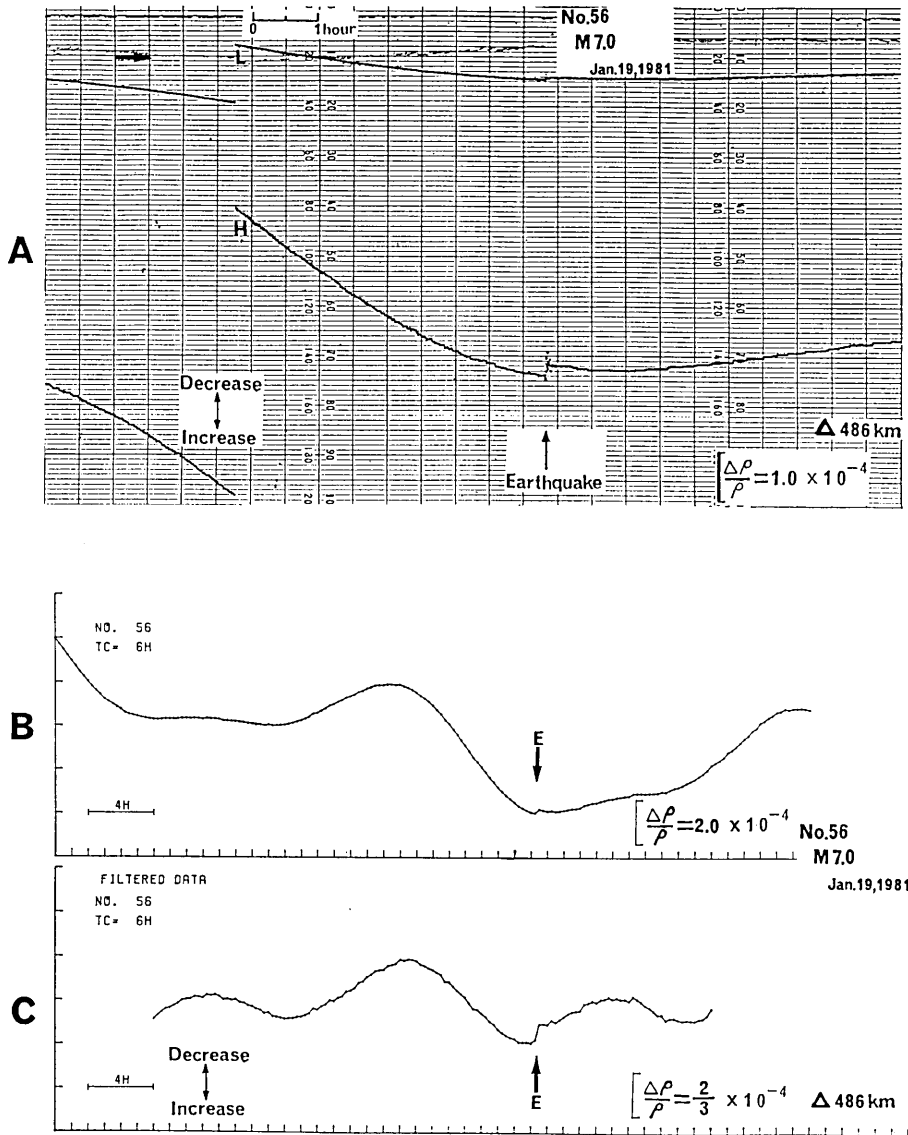 No,56
M 7.0
Jan.19,1981
0 1hour
L
H
A
Decrease
Increase
Earthquake
Δ 486 km
Δρ/ρ = 1.0 × 10⁻⁴
NO. 56
TC= 6H
B
E
4H
Δρ/ρ = 2.0 × 10⁻⁴
No.56
M 7.0
Jan.19,1981
FILTERED DATA
NO. 56
TC= 6H
C
Decrease
Increase
4H
E
Δρ/ρ = 2/3 × 10⁻⁴ Δ 486 km